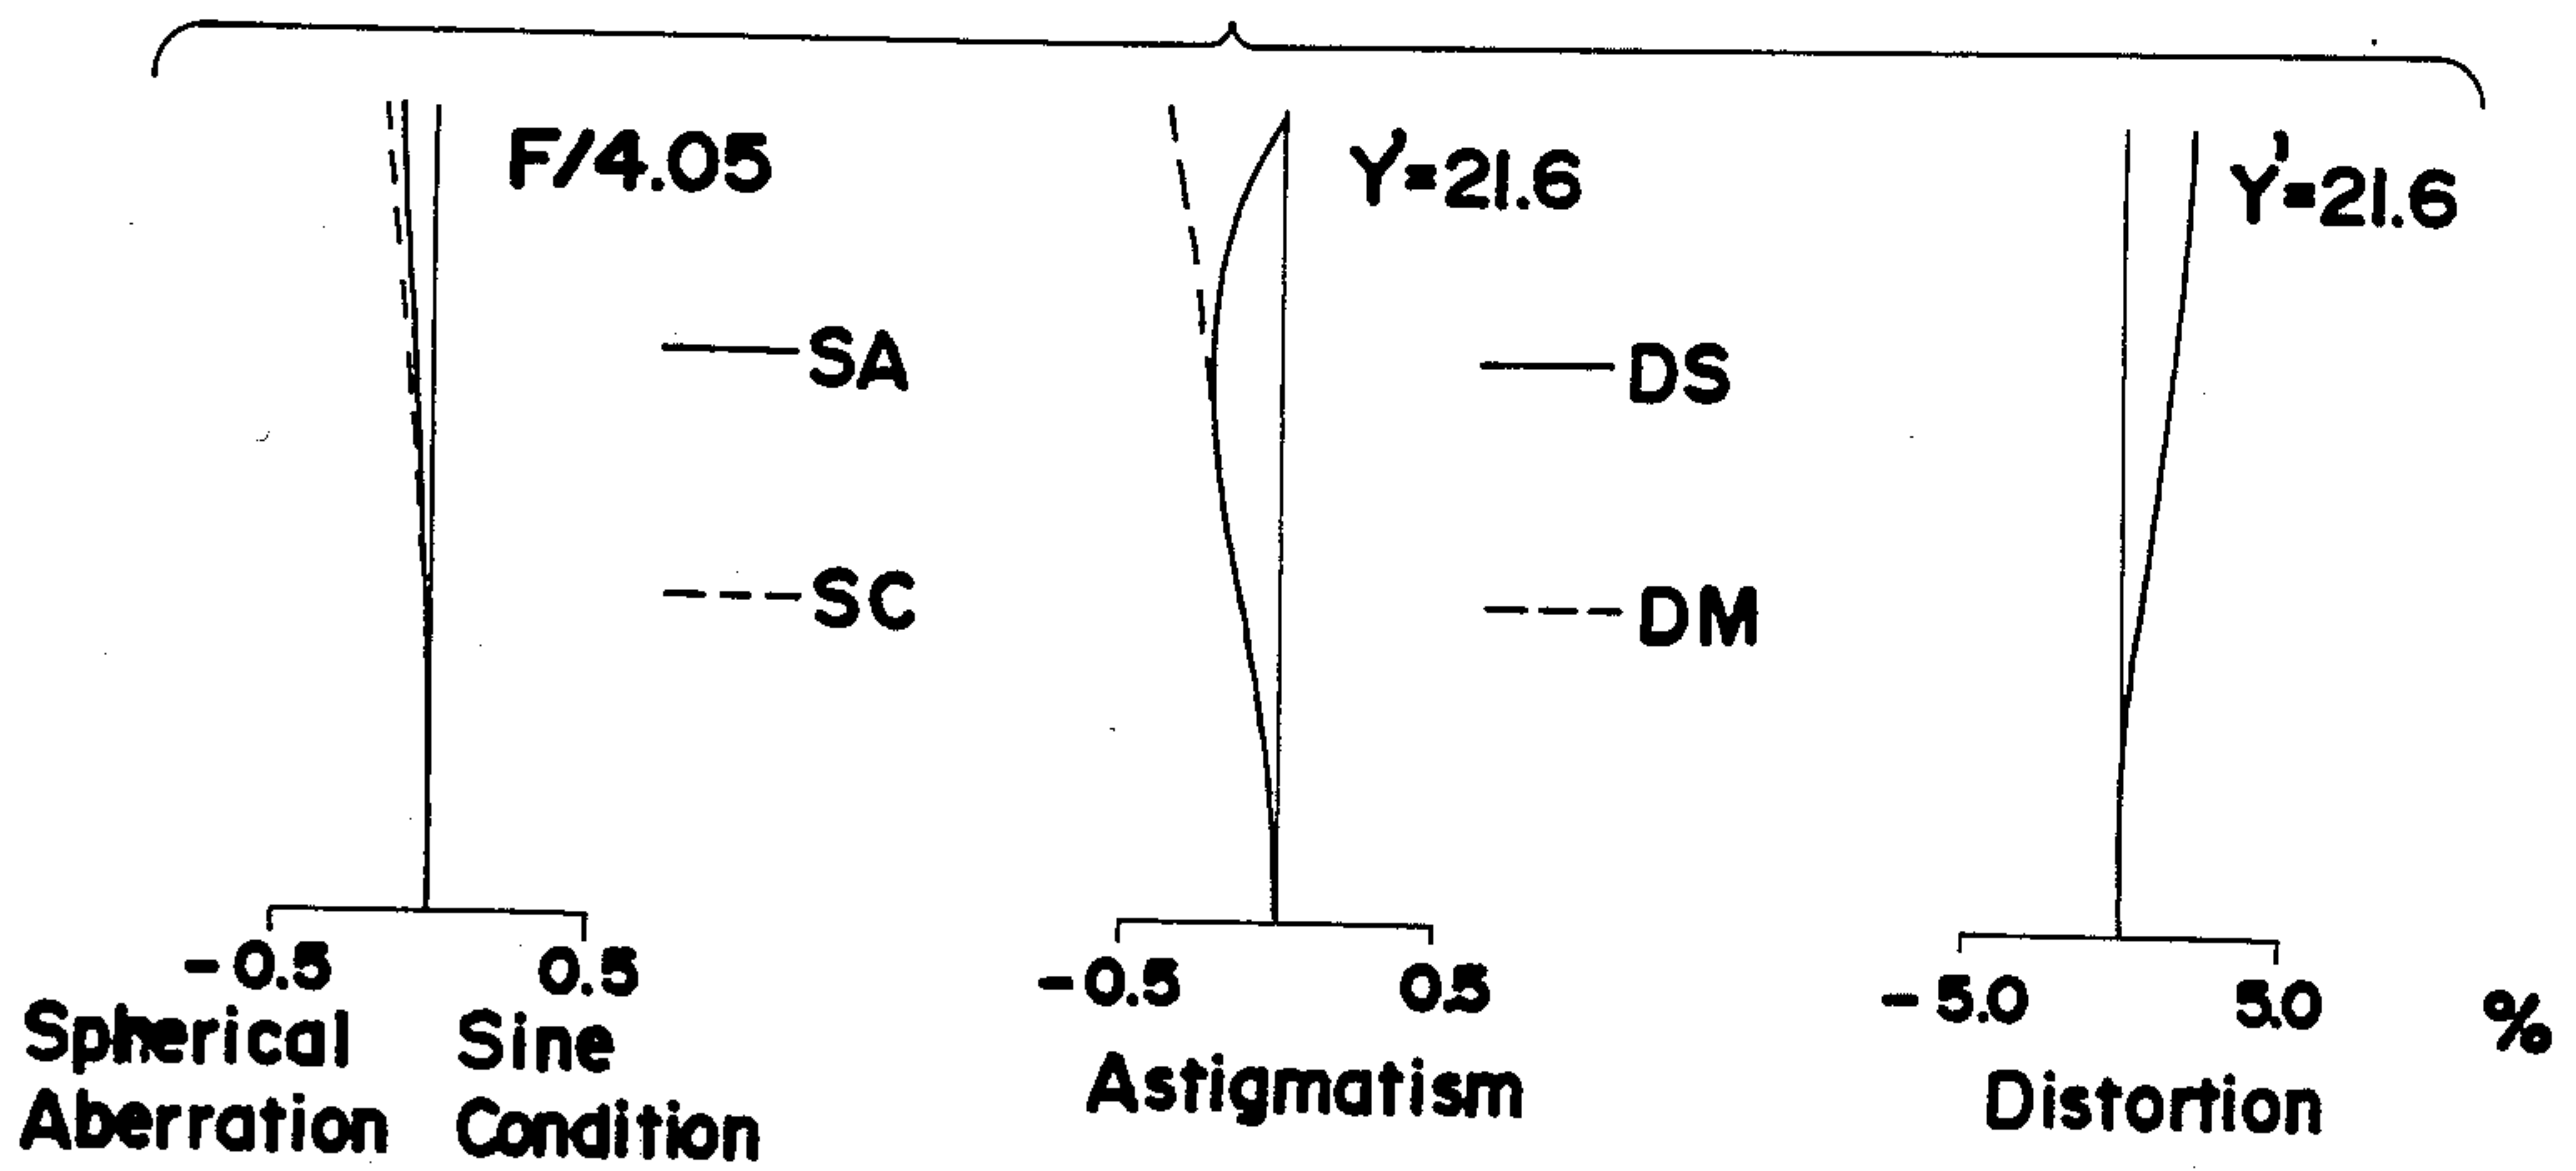 F/4.05
SA
SC
-0.5 0.5
Spherical Aberration
Sine Condition
Y'=21.6
DS
DM
-0.5 0.5
Astigmatism
Y'=21.6
-5.0 5.0 %
Distortion